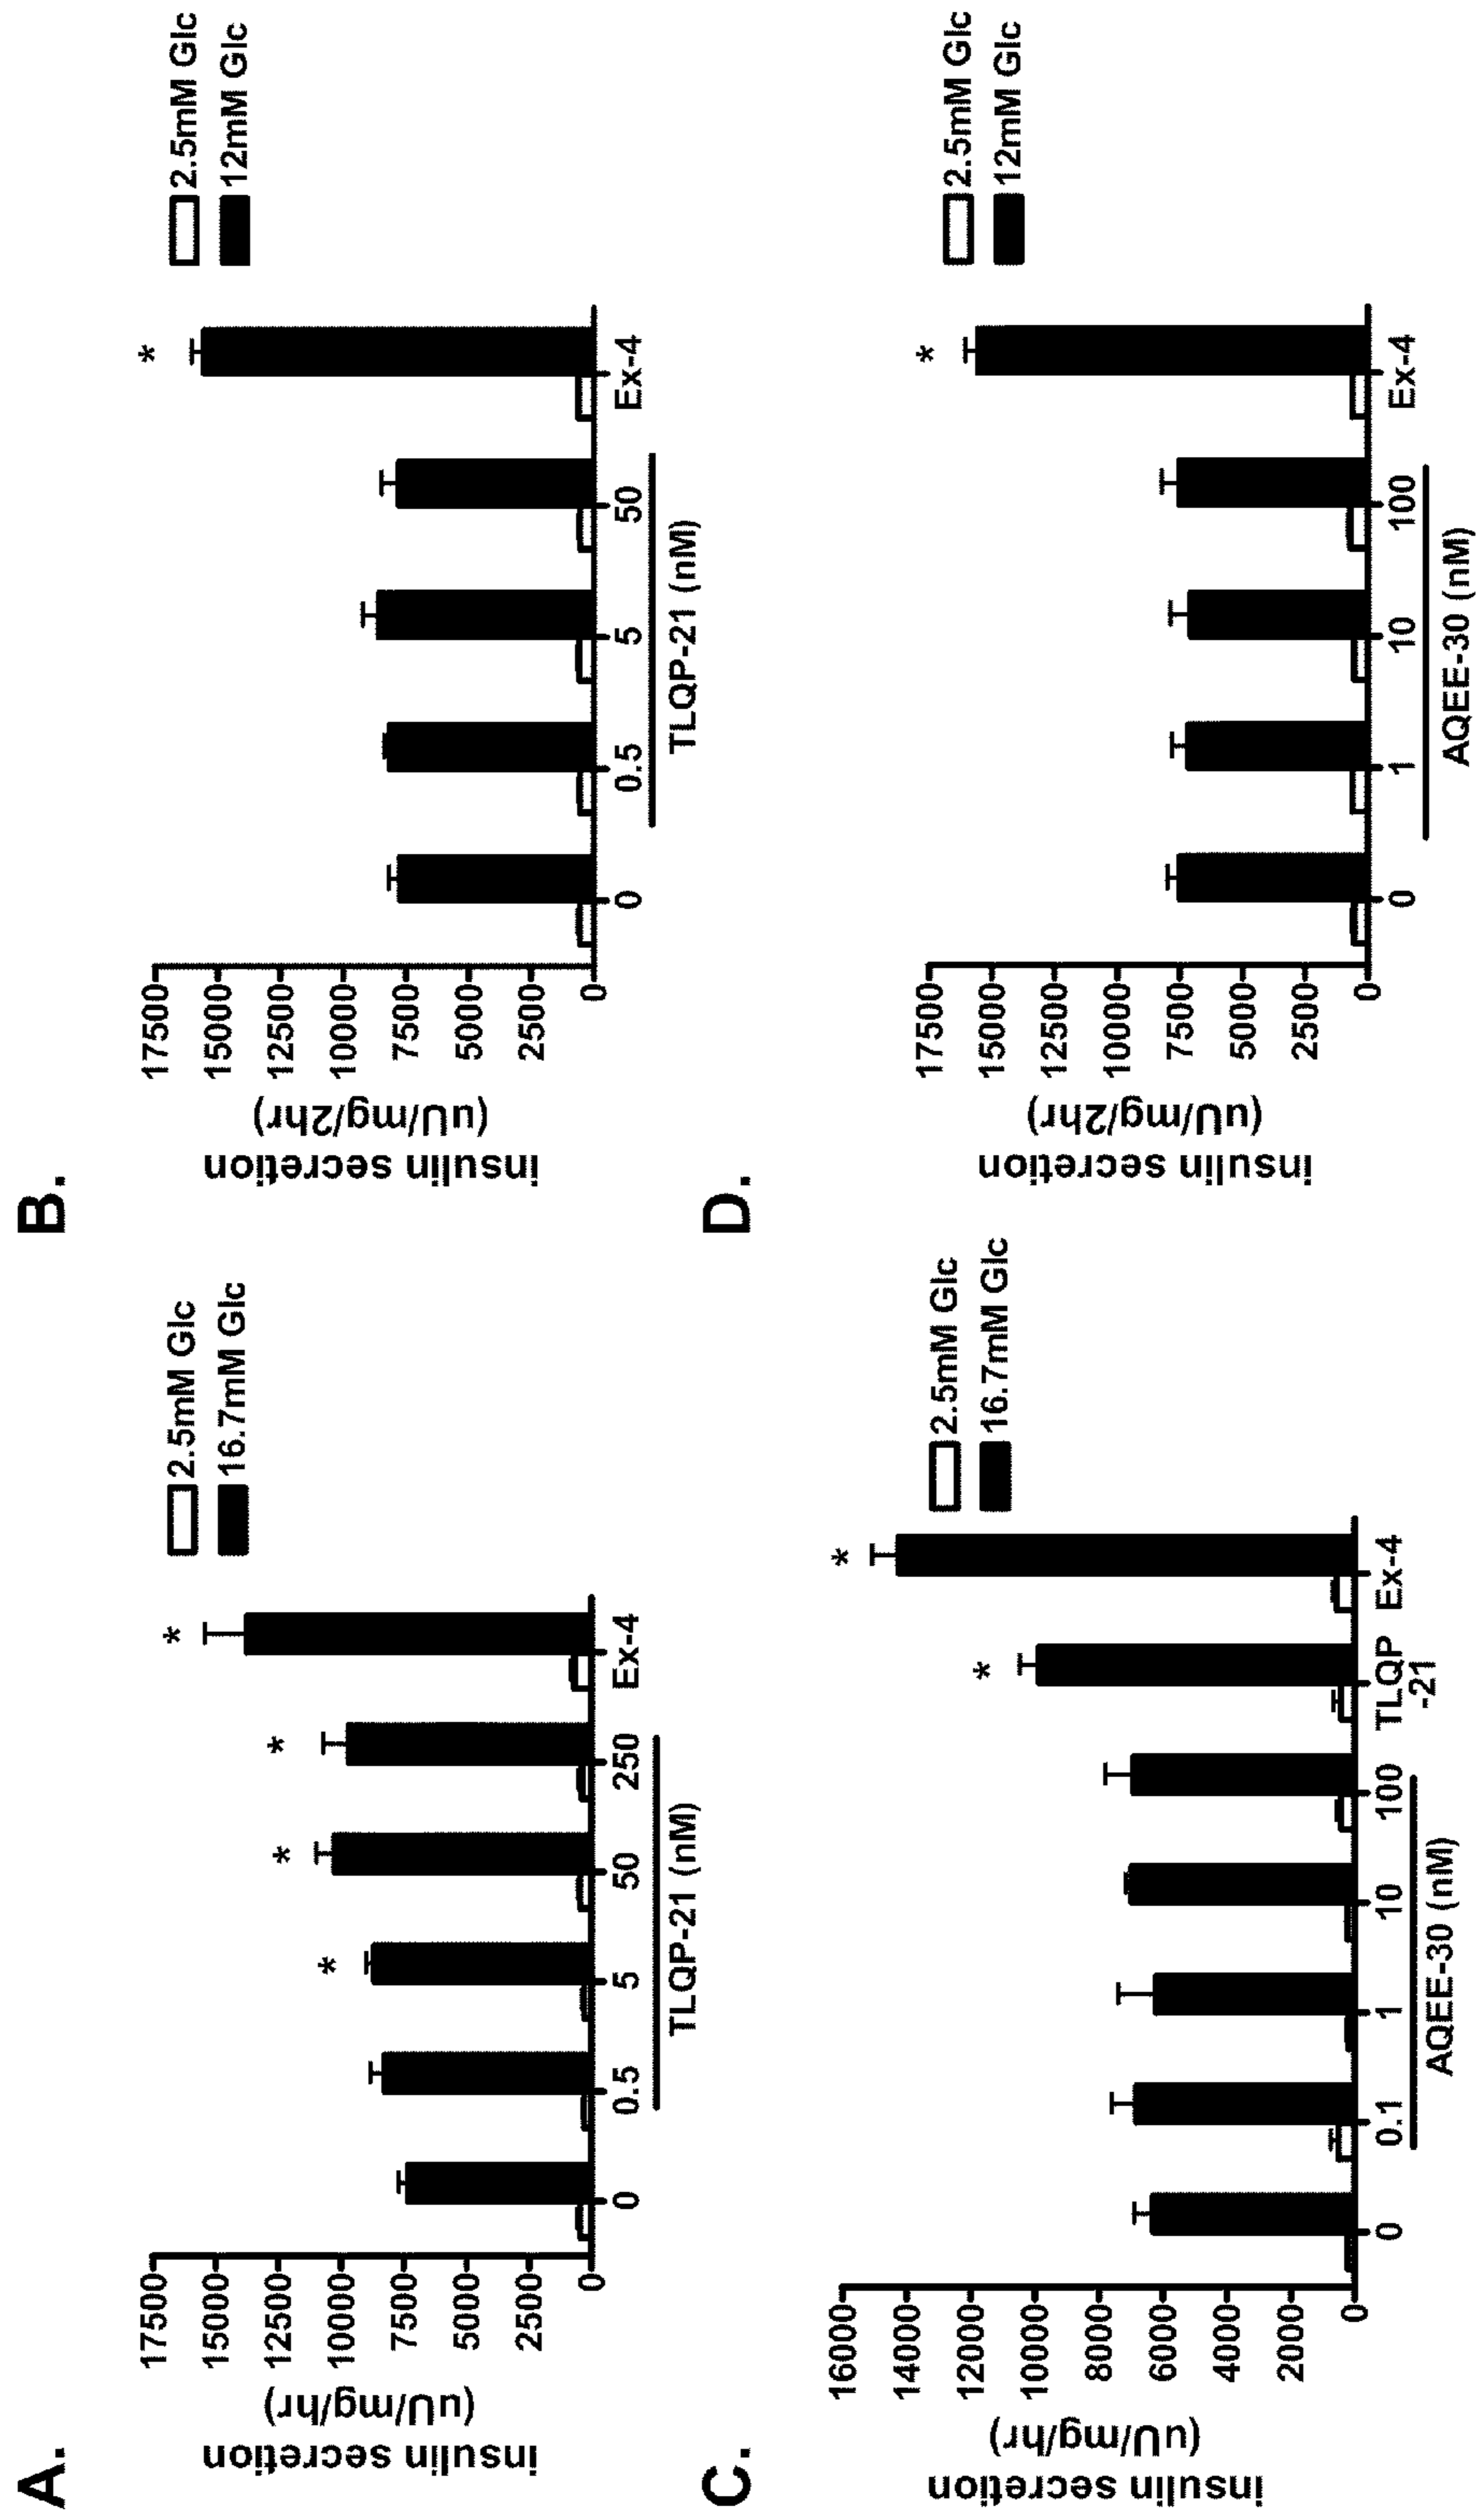 A.
insulin secretion
(uU/mg/hr)
17500
15000
12500
10000
7500
5000
2500
0
2.5mM Glc
16.7mM Glc
*
*
*
*
0 0.5 5 50 250 Ex-4
TLQP-21 (nM)
B.
insulin secretion
(uU/mg/2hr)
17500
15000
12500
10000
7500
5000
2500
0
2.5mM Glc
12mM Glc
*
0 0.5 5 50 Ex-4
TLQP-21 (nM)
C.
insulin secretion
(uU/mg/hr)
16000
14000
12000
10000
8000
6000
4000
2000
0
2.5mM Glc
16.7mM Glc
*
*
0 0.1 1 10 100 TLQP Ex-4
-21
AQEE-30 (nM)
D.
insulin secretion
(uU/mg/2hr)
17500
15000
12500
10000
7500
5000
2500
0
2.5mM Glc
12mM Glc
*
0 1 10 100 Ex-4
AQEE-30 (nM)